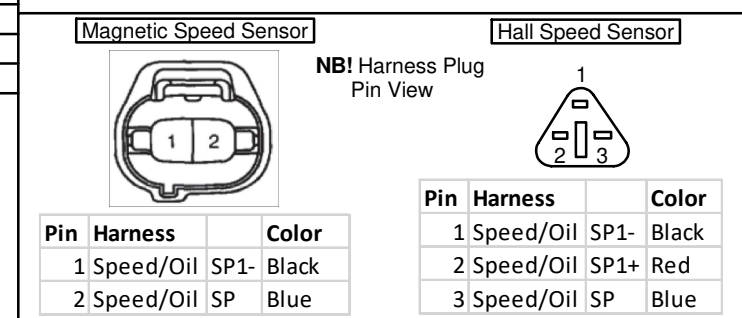 Magnetic Speed Sensor
NB! Harness Plug
Pin View
1 2
Pin Harness Color
1 Speed/Oil SP1- Black
2 Speed/Oil SP Blue
Hall Speed Sensor
1
2 3
Pin Harness Color
1 Speed/Oil SP1- Black
2 Speed/Oil SP1+ Red
3 Speed/Oil SP Blue